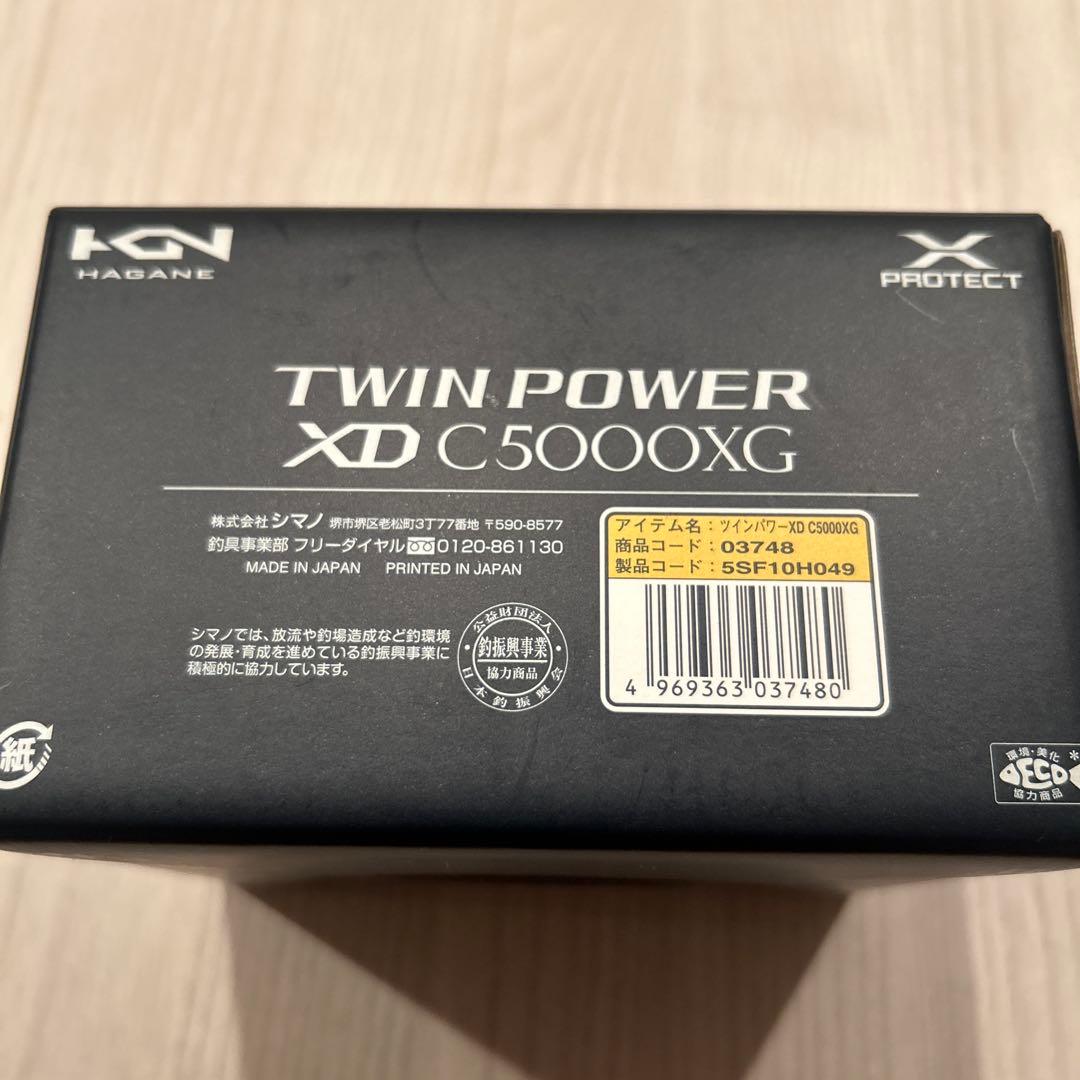 HGN
HAGANE
X
PROTECT
TWIN POWER
XD C5000XG
株式会社 シマノ 堺市堺区老松町3丁77番地 〒590-8577
釣具事業部 フリーダイヤル 0120-861130
MADE IN JAPAN PRINTED IN JAPAN
アイテム名：ツインパワーXD C5000XG
商品コード：03748
製品コード：5SF10H049
4 969363 037480
シマノでは、放流や釣場造成など釣環境
の発展・育成を進めている釣振興事業に
積極的に協力しています。
公益財団法人
釣振興事業
協力商品
日本釣振興会
紙
環境・美化
DECO
協力商品